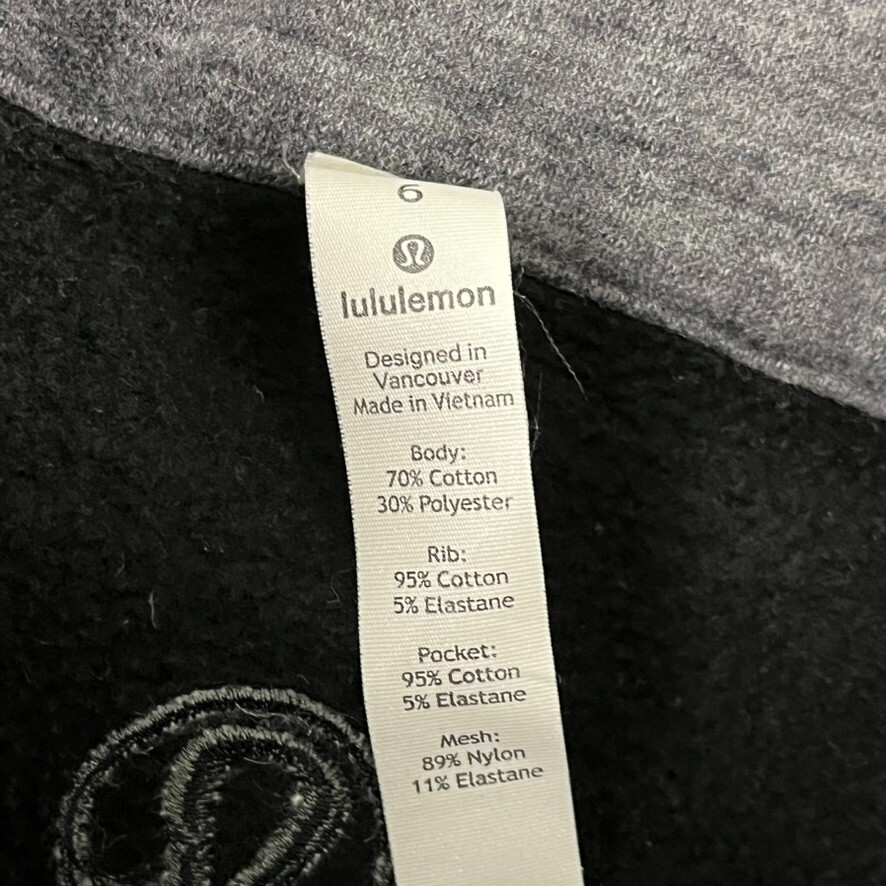 6
lululemon
Designed in
Vancouver
Made in Vietnam
Body:
70% Cotton
30% Polyester
Rib:
95% Cotton
5% Elastane
Pocket:
95% Cotton
5% Elastane
Mesh:
89% Nylon
11% Elastane